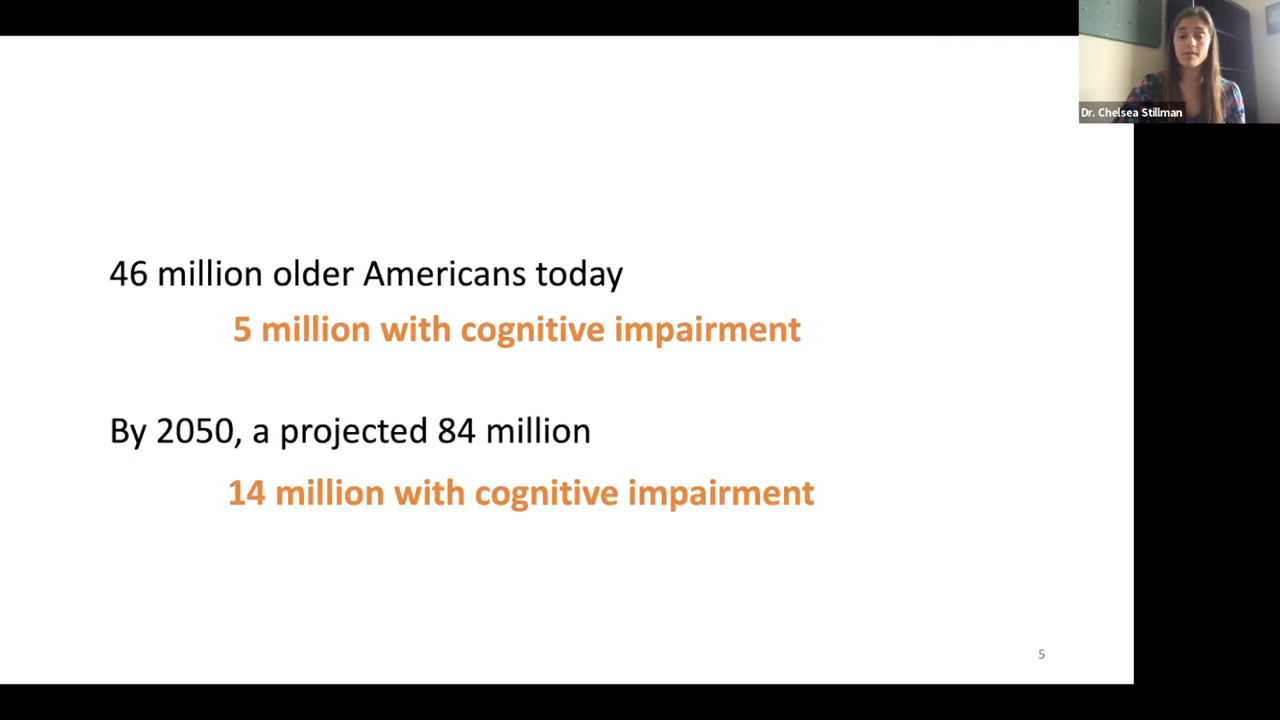 Dr. Chelsea Stillman
46 million older Americans today
5 million with cognitive impairment
By 2050, a projected 84 million
14 million with cognitive impairment
5